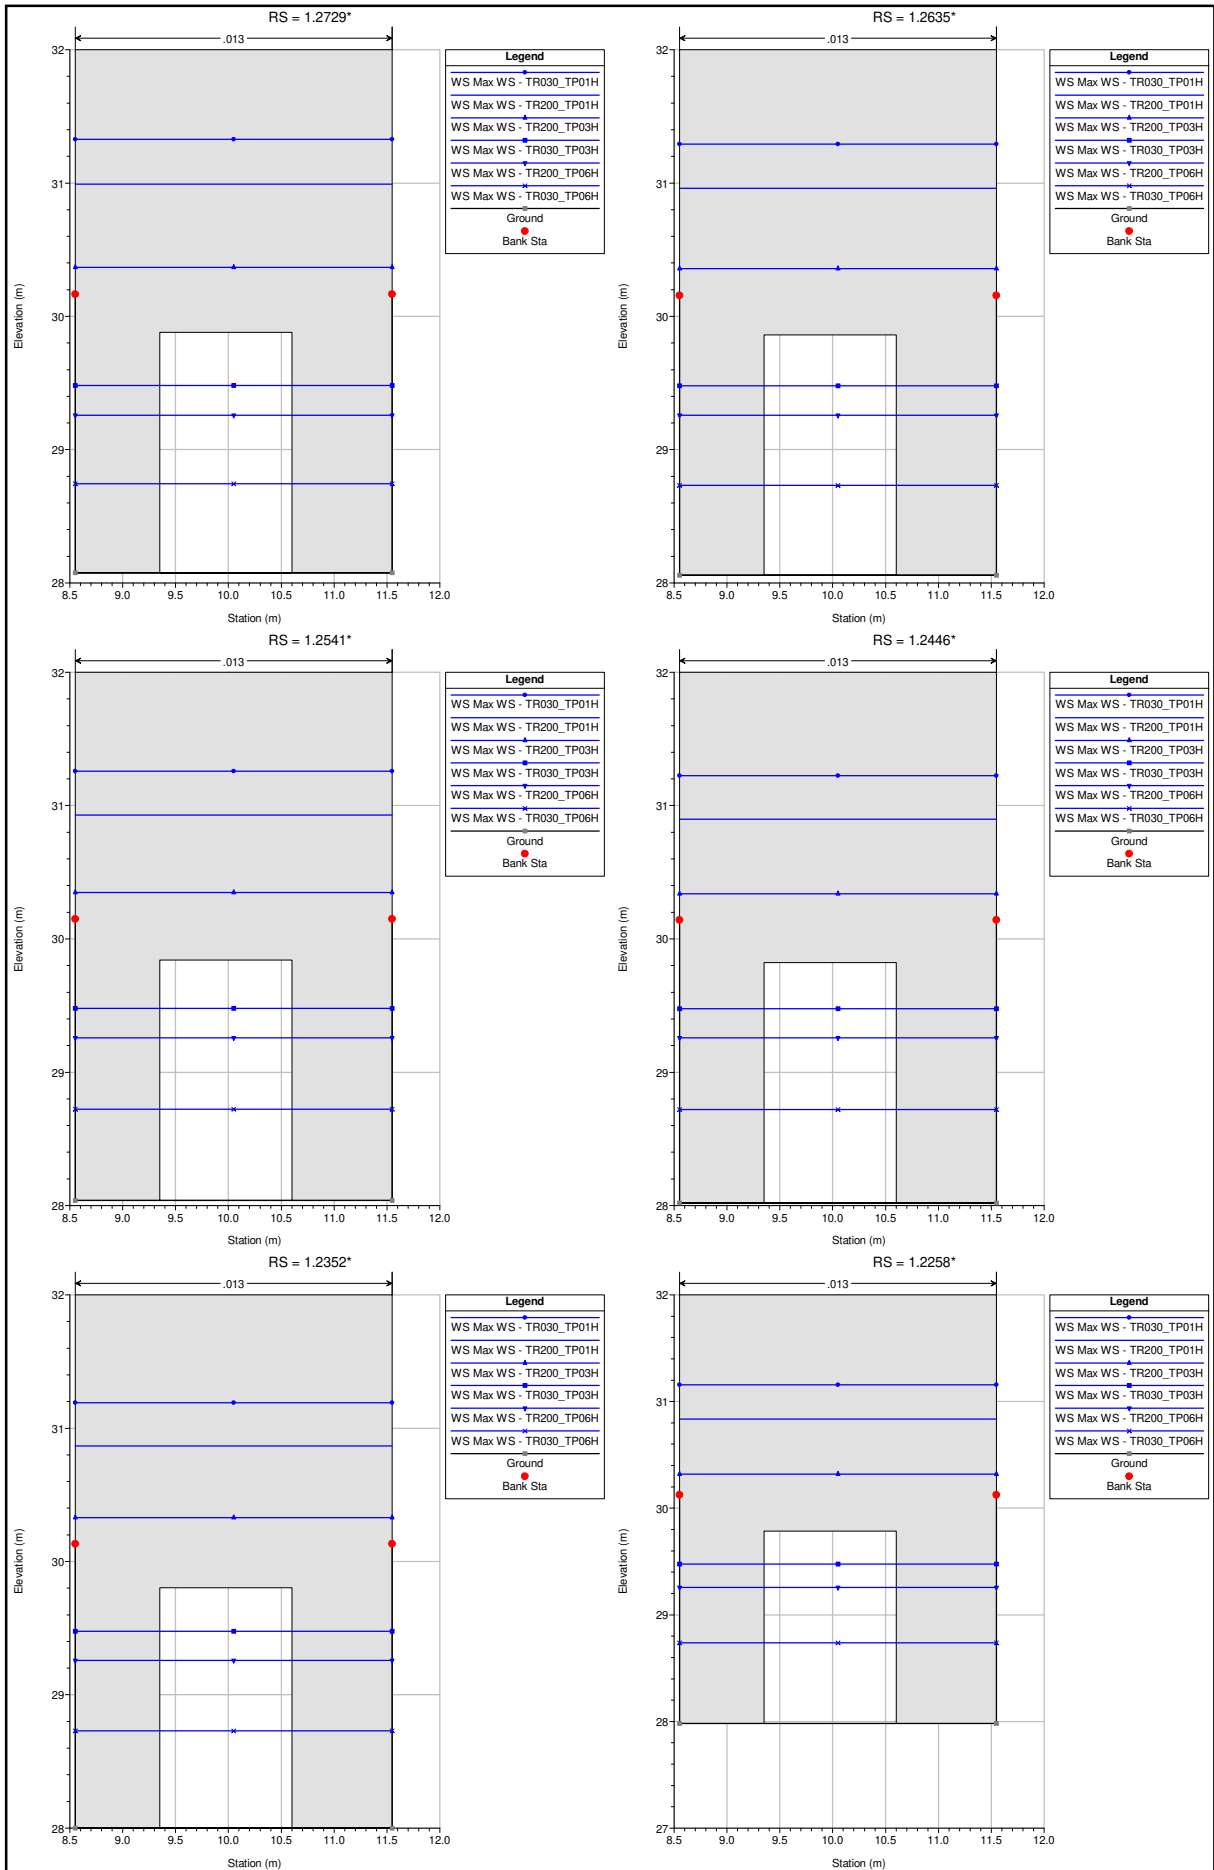 RS = 1.2729*
.013
32
31
30
29
28
Elevation (m)
8.5 9.0 9.5 10.0 10.5 11.0 11.5 12.0
Station (m)
Legend
WS Max WS - TR030_TP01H
WS Max WS - TR200_TP01H
WS Max WS - TR200_TP03H
WS Max WS - TR030_TP03H
WS Max WS - TR200_TP06H
WS Max WS - TR030_TP06H
Ground
Bank Sta
RS = 1.2635*
.013
32
31
30
29
28
Elevation (m)
8.5 9.0 9.5 10.0 10.5 11.0 11.5 12.0
Station (m)
Legend
WS Max WS - TR030_TP01H
WS Max WS - TR200_TP01H
WS Max WS - TR200_TP03H
WS Max WS - TR030_TP03H
WS Max WS - TR200_TP06H
WS Max WS - TR030_TP06H
Ground
Bank Sta
RS = 1.2541*
.013
32
31
30
29
28
Elevation (m)
8.5 9.0 9.5 10.0 10.5 11.0 11.5 12.0
Station (m)
Legend
WS Max WS - TR030_TP01H
WS Max WS - TR200_TP01H
WS Max WS - TR200_TP03H
WS Max WS - TR030_TP03H
WS Max WS - TR200_TP06H
WS Max WS - TR030_TP06H
Ground
Bank Sta
RS = 1.2446*
.013
32
31
30
29
28
Elevation (m)
8.5 9.0 9.5 10.0 10.5 11.0 11.5 12.0
Station (m)
Legend
WS Max WS - TR030_TP01H
WS Max WS - TR200_TP01H
WS Max WS - TR200_TP03H
WS Max WS - TR030_TP03H
WS Max WS - TR200_TP06H
WS Max WS - TR030_TP06H
Ground
Bank Sta
RS = 1.2352*
.013
32
31
30
29
28
Elevation (m)
8.5 9.0 9.5 10.0 10.5 11.0 11.5 12.0
Station (m)
Legend
WS Max WS - TR030_TP01H
WS Max WS - TR200_TP01H
WS Max WS - TR200_TP03H
WS Max WS - TR030_TP03H
WS Max WS - TR200_TP06H
WS Max WS - TR030_TP06H
Ground
Bank Sta
RS = 1.2258*
.013
32
31
30
29
28
27
Elevation (m)
8.5 9.0 9.5 10.0 10.5 11.0 11.5 12.0
Station (m)
Legend
WS Max WS - TR030_TP01H
WS Max WS - TR200_TP01H
WS Max WS - TR200_TP03H
WS Max WS - TR030_TP03H
WS Max WS - TR200_TP06H
WS Max WS - TR030_TP06H
Ground
Bank Sta